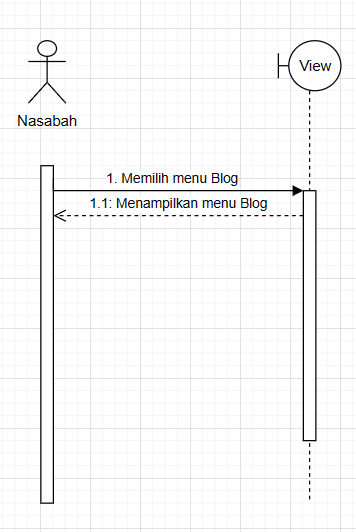 View
Nasabah
1. Memilih menu Blog
1.1: Menampilkan menu Blog